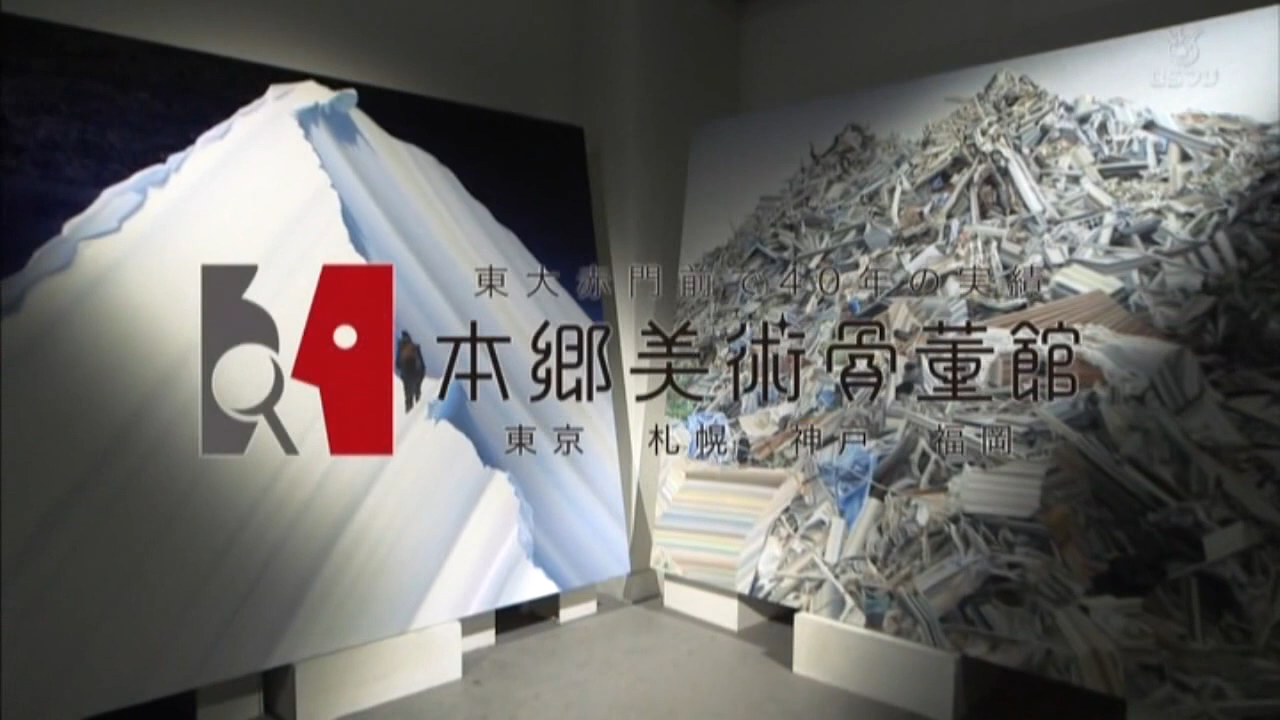 東大赤門前で40年の実績
本郷美術骨董館
東京 札幌 神戸 福岡